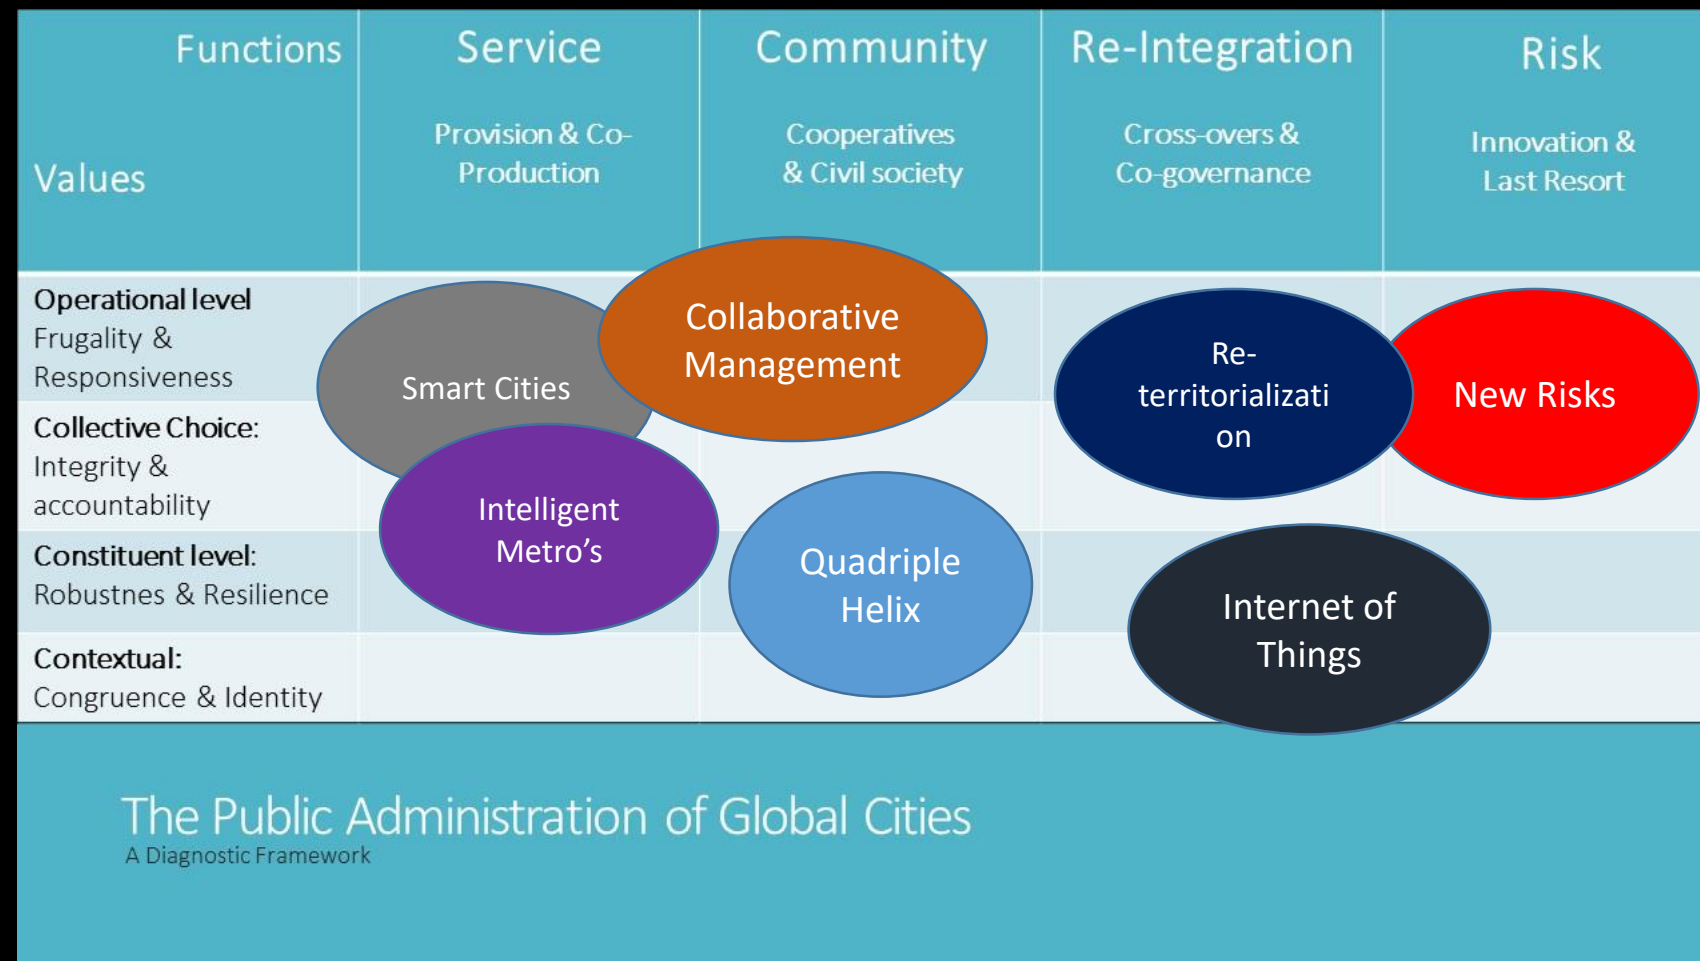 Functions
Values
Service
Provision & Co-
Production
Community
Cooperatives
& Civil society
Re-Integration
Cross-overs &
Co-governance
Risk
Innovation &
Last Resort
Operational level
Frugality &
Responsiveness
Collective Choice:
Integrity &
accountability
Constituent level:
Robustnes & Resilience
Contextual:
Congruence & Identity
Smart Cities
Collaborative
Management
Intelligent
Metro’s
Quadriple
Helix
Re-
territorializati
on
New Risks
Internet of
Things
The Public Administration of Global Cities
A Diagnostic Framework